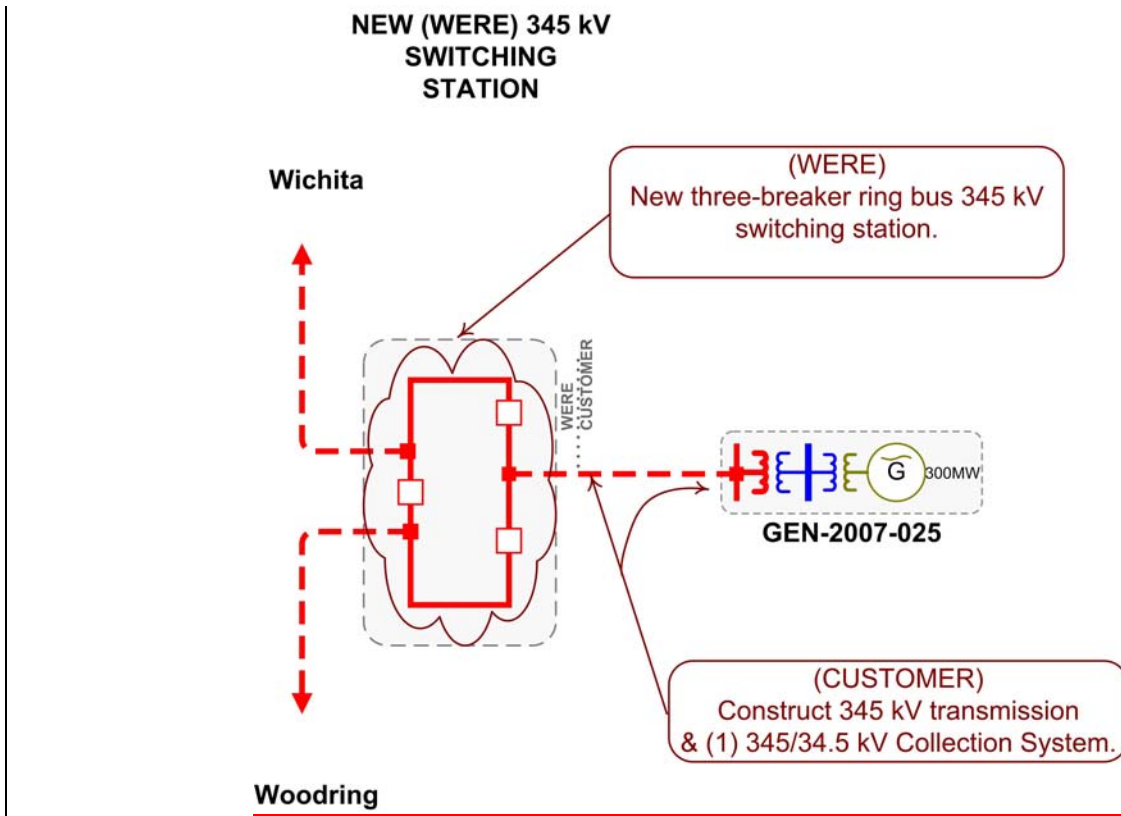 NEW (WERE) 345 kV
SWITCHING
STATION
Wichita
(WERE)
New three-breaker ring bus 345 kV
switching station.
WERE
CUSTOMER
G
300MW
GEN-2007-025
(CUSTOMER)
Construct 345 kV transmission
& (1) 345/34.5 kV Collection System.
Woodring